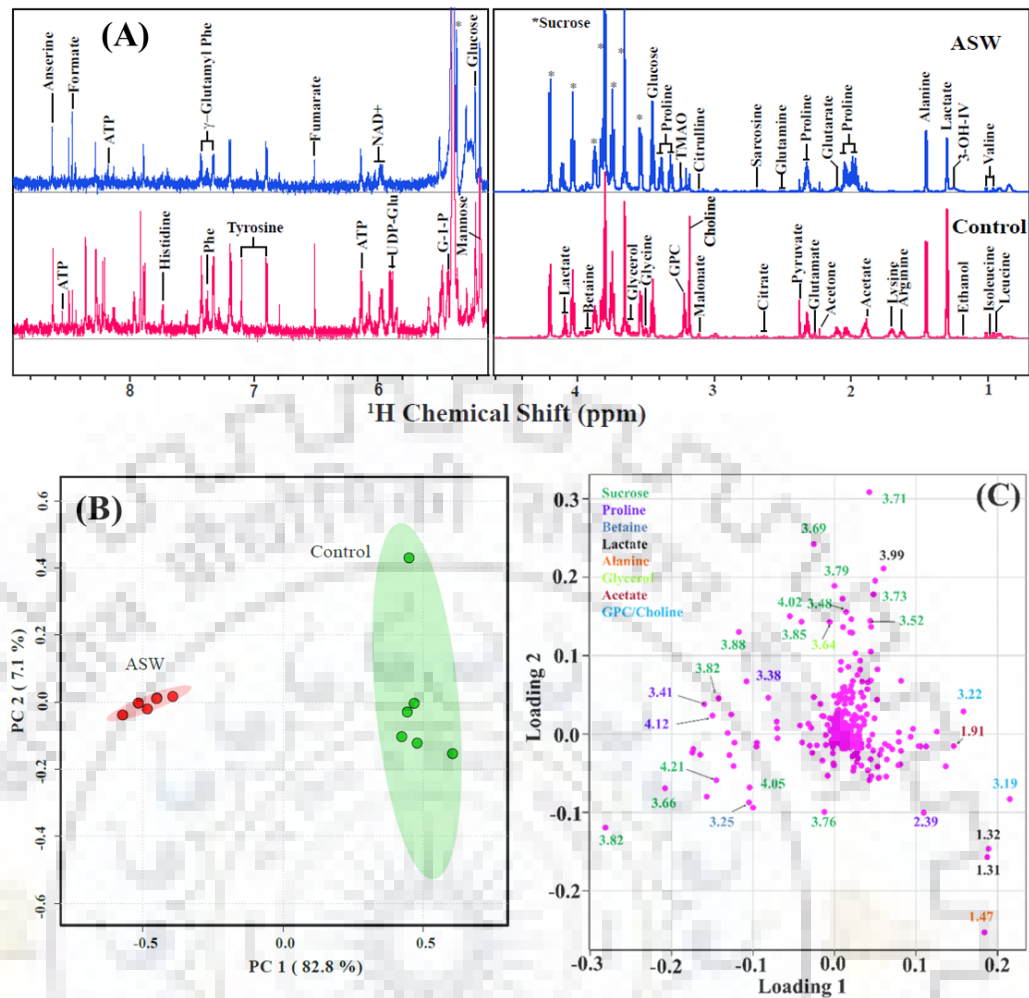 (A)
Anserine
Formate
ATP
γ–Glutamyl Phe
Fumarate
NAD+
*
Glucose
ATP
Histidine
Phe
Tyrosine
ATP
UDP-Glu
G-1-P
Mannose
8
7
6
*Sucrose
ASW
*
*
*
*
*
*
*
Glucose
Proline
TMAO
Citrulline
Sarcosine
Glutamine
Proline
Glutarate
Proline
Alanine
Lactate
3-OH-IV
Valine
Control
Lactate
Betaine
Glycerol
Glycine
GPC
Choline
Malonate
Citrate
Pyruvate
Glutamate
Acetone
Acetate
Lysine
Arginine
Ethanol
Isoleucine
Leucine
4
3
2
1
¹H Chemical Shift (ppm)
(B)
Control
ASW
0.6
0.4
0.2
0.0
-0.2
-0.4
-0.6
PC 2 ( 7.1 %)
-0.5
0.0
0.5
PC 1 ( 82.8 %)
(C)
Sucrose
Proline
Betaine
Lactate
Alanine
Glycerol
Acetate
GPC/Choline
3.71
3.69
3.99
3.79
3.73
4.02
3.48
3.52
3.85
3.64
3.88
3.82
3.38
3.41
4.12
3.22
1.91
4.21
4.05
3.19
3.66
3.25
3.76
2.39
3.82
1.32
1.31
1.47
0.3
0.2
0.1
0.0
-0.1
-0.2
Loading 2
-0.3
-0.2
-0.1
0.0
0.1
0.2
Loading 1